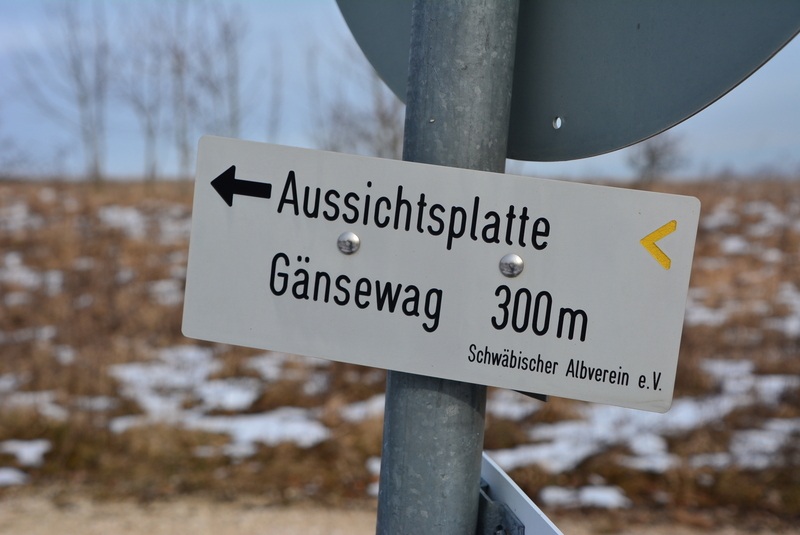 Aussichtsplatte
Gänsewag 300m
Schwäbischer Albverein e.V.